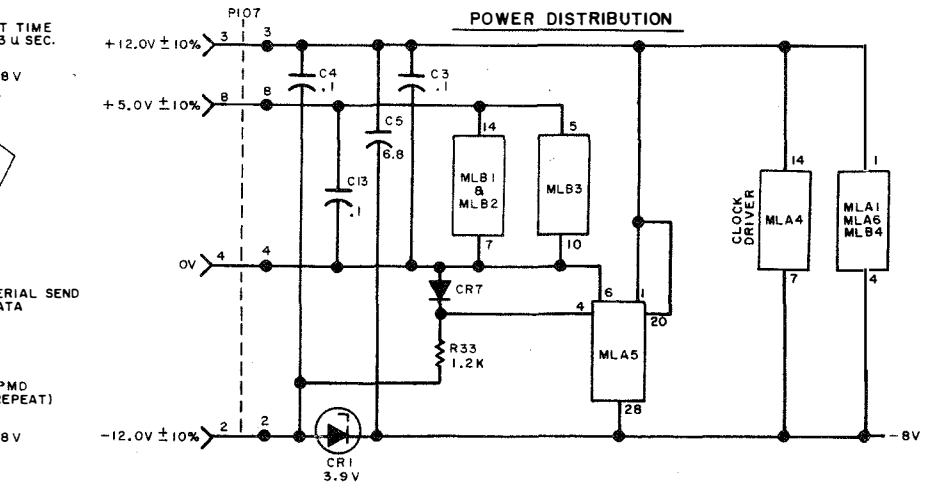 T TIME
3 u SEC.
8 V
ERIAL SEND
ATA
PMD
REPEAT)
8 V
POWER DISTRIBUTION
P107
+12.0V ±10% 3 3
C4
.1
C3
.1
+5.0V ±10% 8 8
C5
6.8
14
MLB1
&
MLB2
7
5
MLB3
10
C13
.1
CLOCK
DRIVER
14
MLA4
7
1
MLA1
MLA6
MLB4
4
0V 4 4
CR7
R33
1.2K
4
6
1
20
MLA5
28
-12.0V ±10% 2 2
CR1
3.9V
-8V